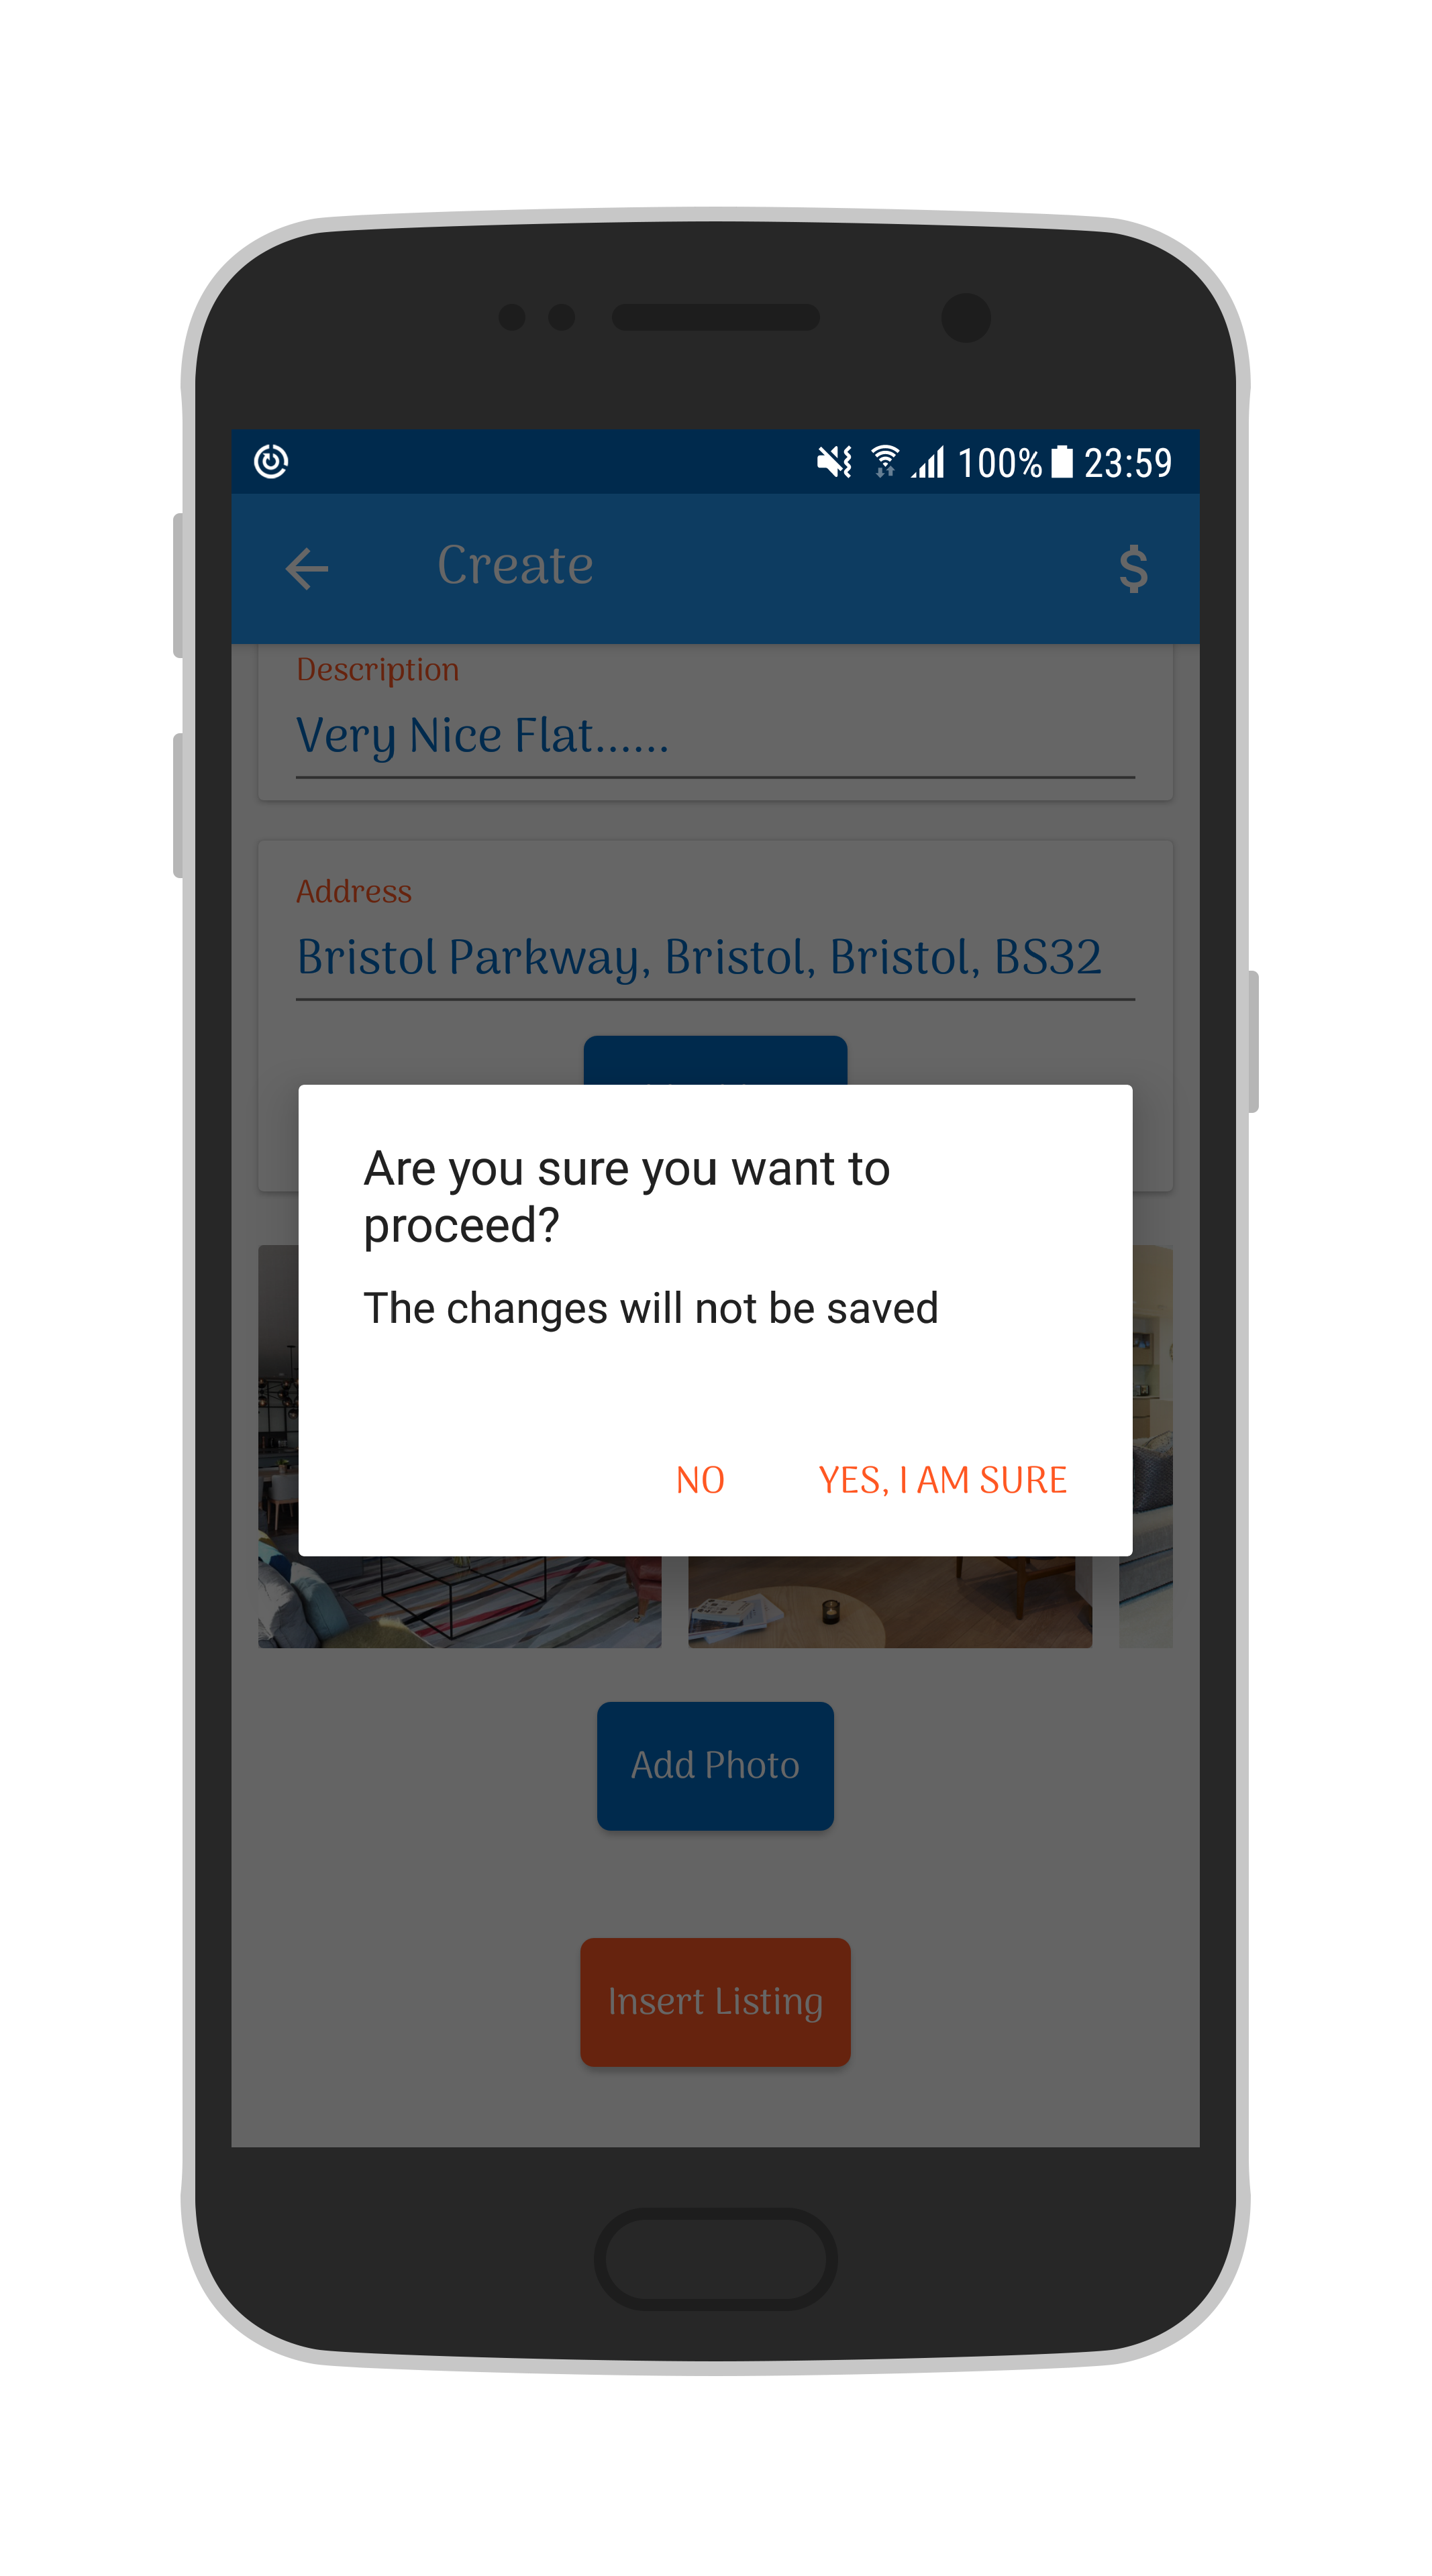 100% 23:59
Create
$
Description
Very Nice Flat......
Address
Bristol Parkway, Bristol, Bristol, BS32
Are you sure you want to
proceed?
The changes will not be saved
NO YES, I AM SURE
Add Photo
Insert Listing